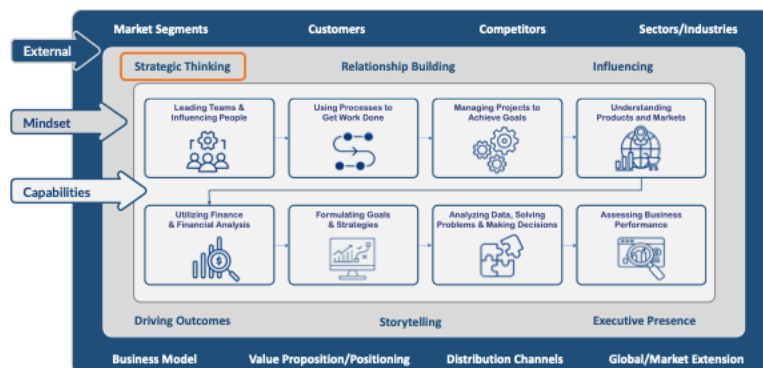 Market Segments
Customers
Competitors
Sectors/Industries
External
Strategic Thinking
Relationship Building
Influencing
Mindset
Leading Teams &
Influencing People
Using Processes to
Get Work Done
Managing Projects to
Achieve Goals
Understanding
Products and Markets
Capabilities
Utilizing Finance
& Financial Analysis
Formulating Goals
& Strategies
Analyzing Data, Solving
Problems & Making Decisions
Assessing Business
Performance
Driving Outcomes
Storytelling
Executive Presence
Business Model
Value Proposition/Positioning
Distribution Channels
Global/Market Extension